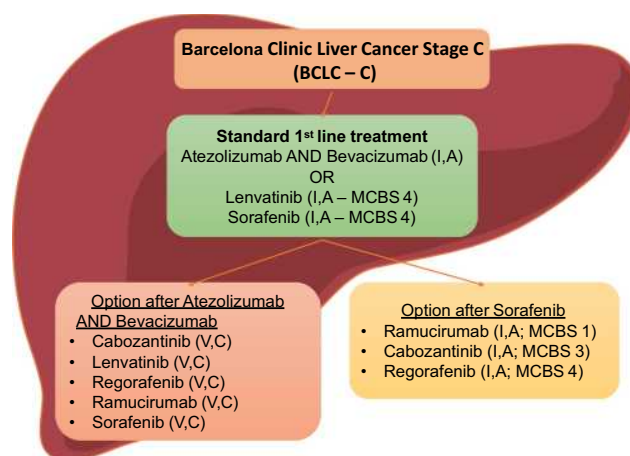 Barcelona Clinic Liver Cancer Stage C
(BCLC – C)
Standard 1st line treatment
Atezolizumab AND Bevacizumab (I,A)
OR
Lenvatinib (I,A – MCBS 4)
Sorafenib (I,A – MCBS 4)
Option after Atezolizumab
AND Bevacizumab
• Cabozantinib (V,C)
• Lenvatinib (V,C)
• Regorafenib (V,C)
• Ramucirumab (V,C)
• Sorafenib (V,C)
Option after Sorafenib
• Ramucirumab (I,A; MCBS 1)
• Cabozantinib (I,A; MCBS 3)
• Regorafenib (I,A; MCBS 4)